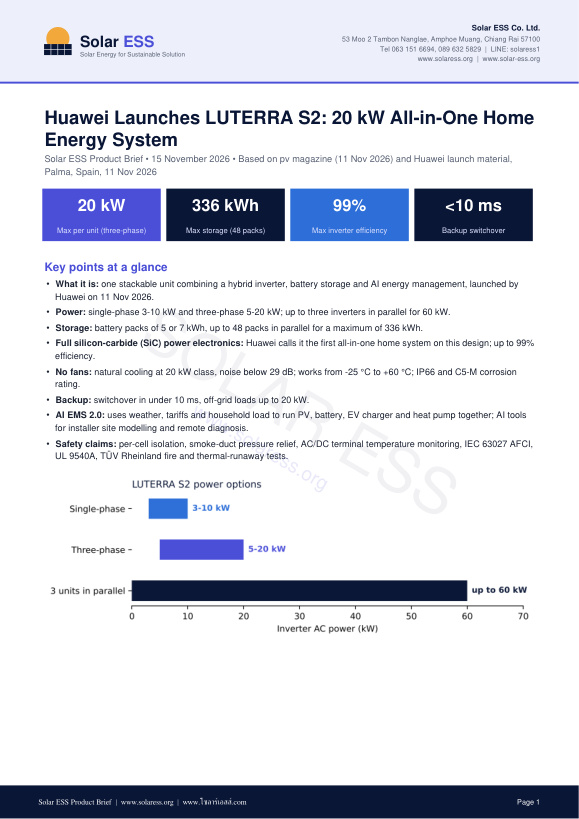 Solar ESS
Solar Energy for Sustainable Solution
Solar ESS Co. Ltd.
53 Moo 2 Tambon Nanglae, Amphoe Muang, Chiang Rai 57100
Tel 063 151 6694, 089 632 5829 | LINE: solaress1
www.solaress.org | www.solar-ess.org
Huawei Launches LUTERRA S2: 20 kW All-in-One Home
Energy System
Solar ESS Product Brief • 15 November 2026 • Based on pv magazine (11 Nov 2026) and Huawei launch material,
Palma, Spain, 11 Nov 2026
20 kW
Max per unit (three-phase)
336 kWh
Max storage (48 packs)
99%
Max inverter efficiency
<10 ms
Backup switchover
Key points at a glance
• What it is: one stackable unit combining a hybrid inverter, battery storage and AI energy management, launched by
Huawei on 11 Nov 2026.
• Power: single-phase 3-10 kW and three-phase 5-20 kW; up to three inverters in parallel for 60 kW.
• Storage: battery packs of 5 or 7 kWh, up to 48 packs in parallel for a maximum of 336 kWh.
• Full silicon-carbide (SiC) power electronics: Huawei calls it the first all-in-one home system on this design; up to 99%
efficiency.
• No fans: natural cooling at 20 kW class, noise below 29 dB; works from -25 °C to +60 °C; IP66 and C5-M corrosion
rating.
• Backup: switchover in under 10 ms, off-grid loads up to 20 kW.
• AI EMS 2.0: uses weather, tariffs and household load to run PV, battery, EV charger and heat pump together; AI tools
for installer site modelling and remote diagnosis.
• Safety claims: per-cell isolation, smoke-duct pressure relief, AC/DC terminal temperature monitoring, IEC 63027 AFCI,
UL 9540A, TÜV Rheinland fire and thermal-runaway tests.
SOLAR ESS
LUTERRA S2 power options
Single-phase
3-10 kW
Three-phase
5-20 kW
3 units in parallel
up to 60 kW
0 10 20 30 40 50 60 70
Inverter AC power (kW)
Solar ESS Product Brief | www.solaress.org | www.โซลาร์เอสส์.com
Page 1